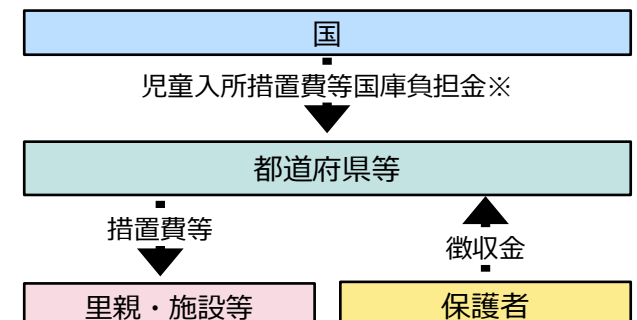 国
児童入所措置費等国庫負担金※
都道府県等
措置費等
徴収金
里親・施設等
保護者